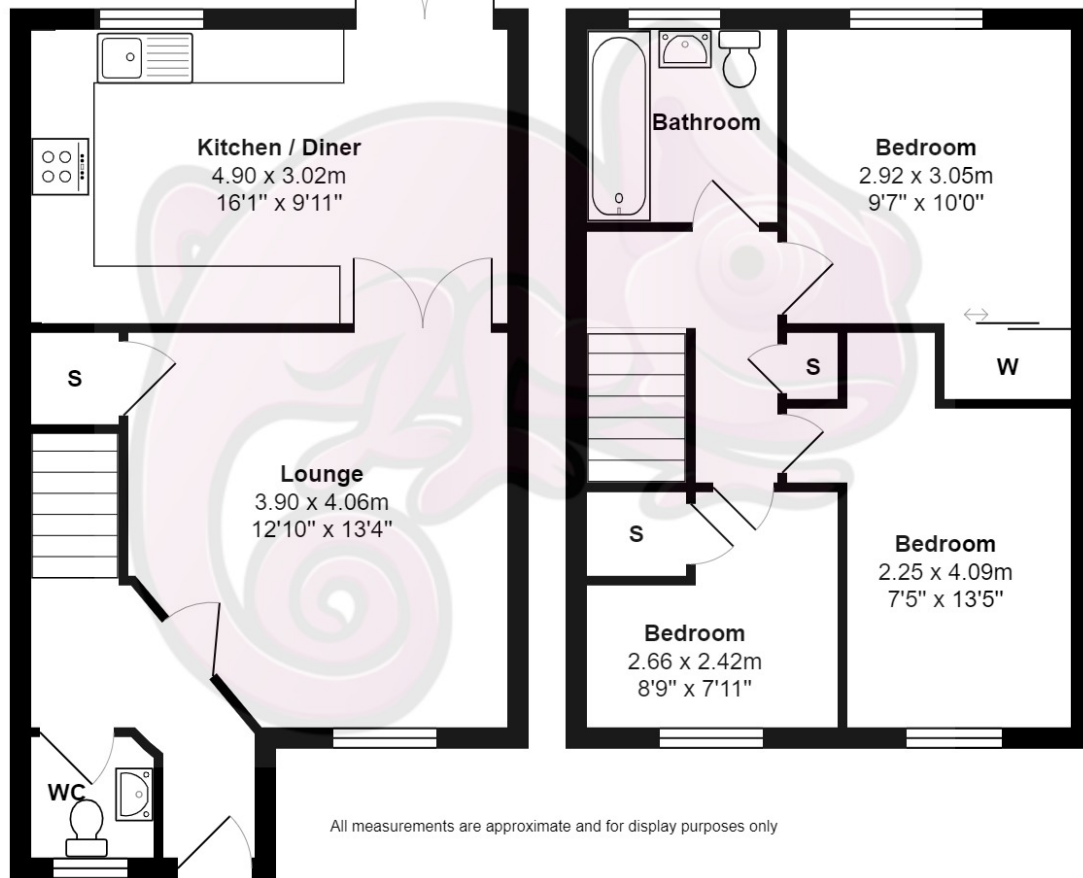 Kitchen / Diner
4.90 x 3.02m
16'1" x 9'11"
S
Lounge
3.90 x 4.06m
12'10" x 13'4"
WC
Bathroom
Bedroom
2.92 x 3.05m
9'7" x 10'0"
S
W
S
Bedroom
2.25 x 4.09m
7'5" x 13'5"
Bedroom
2.66 x 2.42m
8'9" x 7'11"
All measurements are approximate and for display purposes only